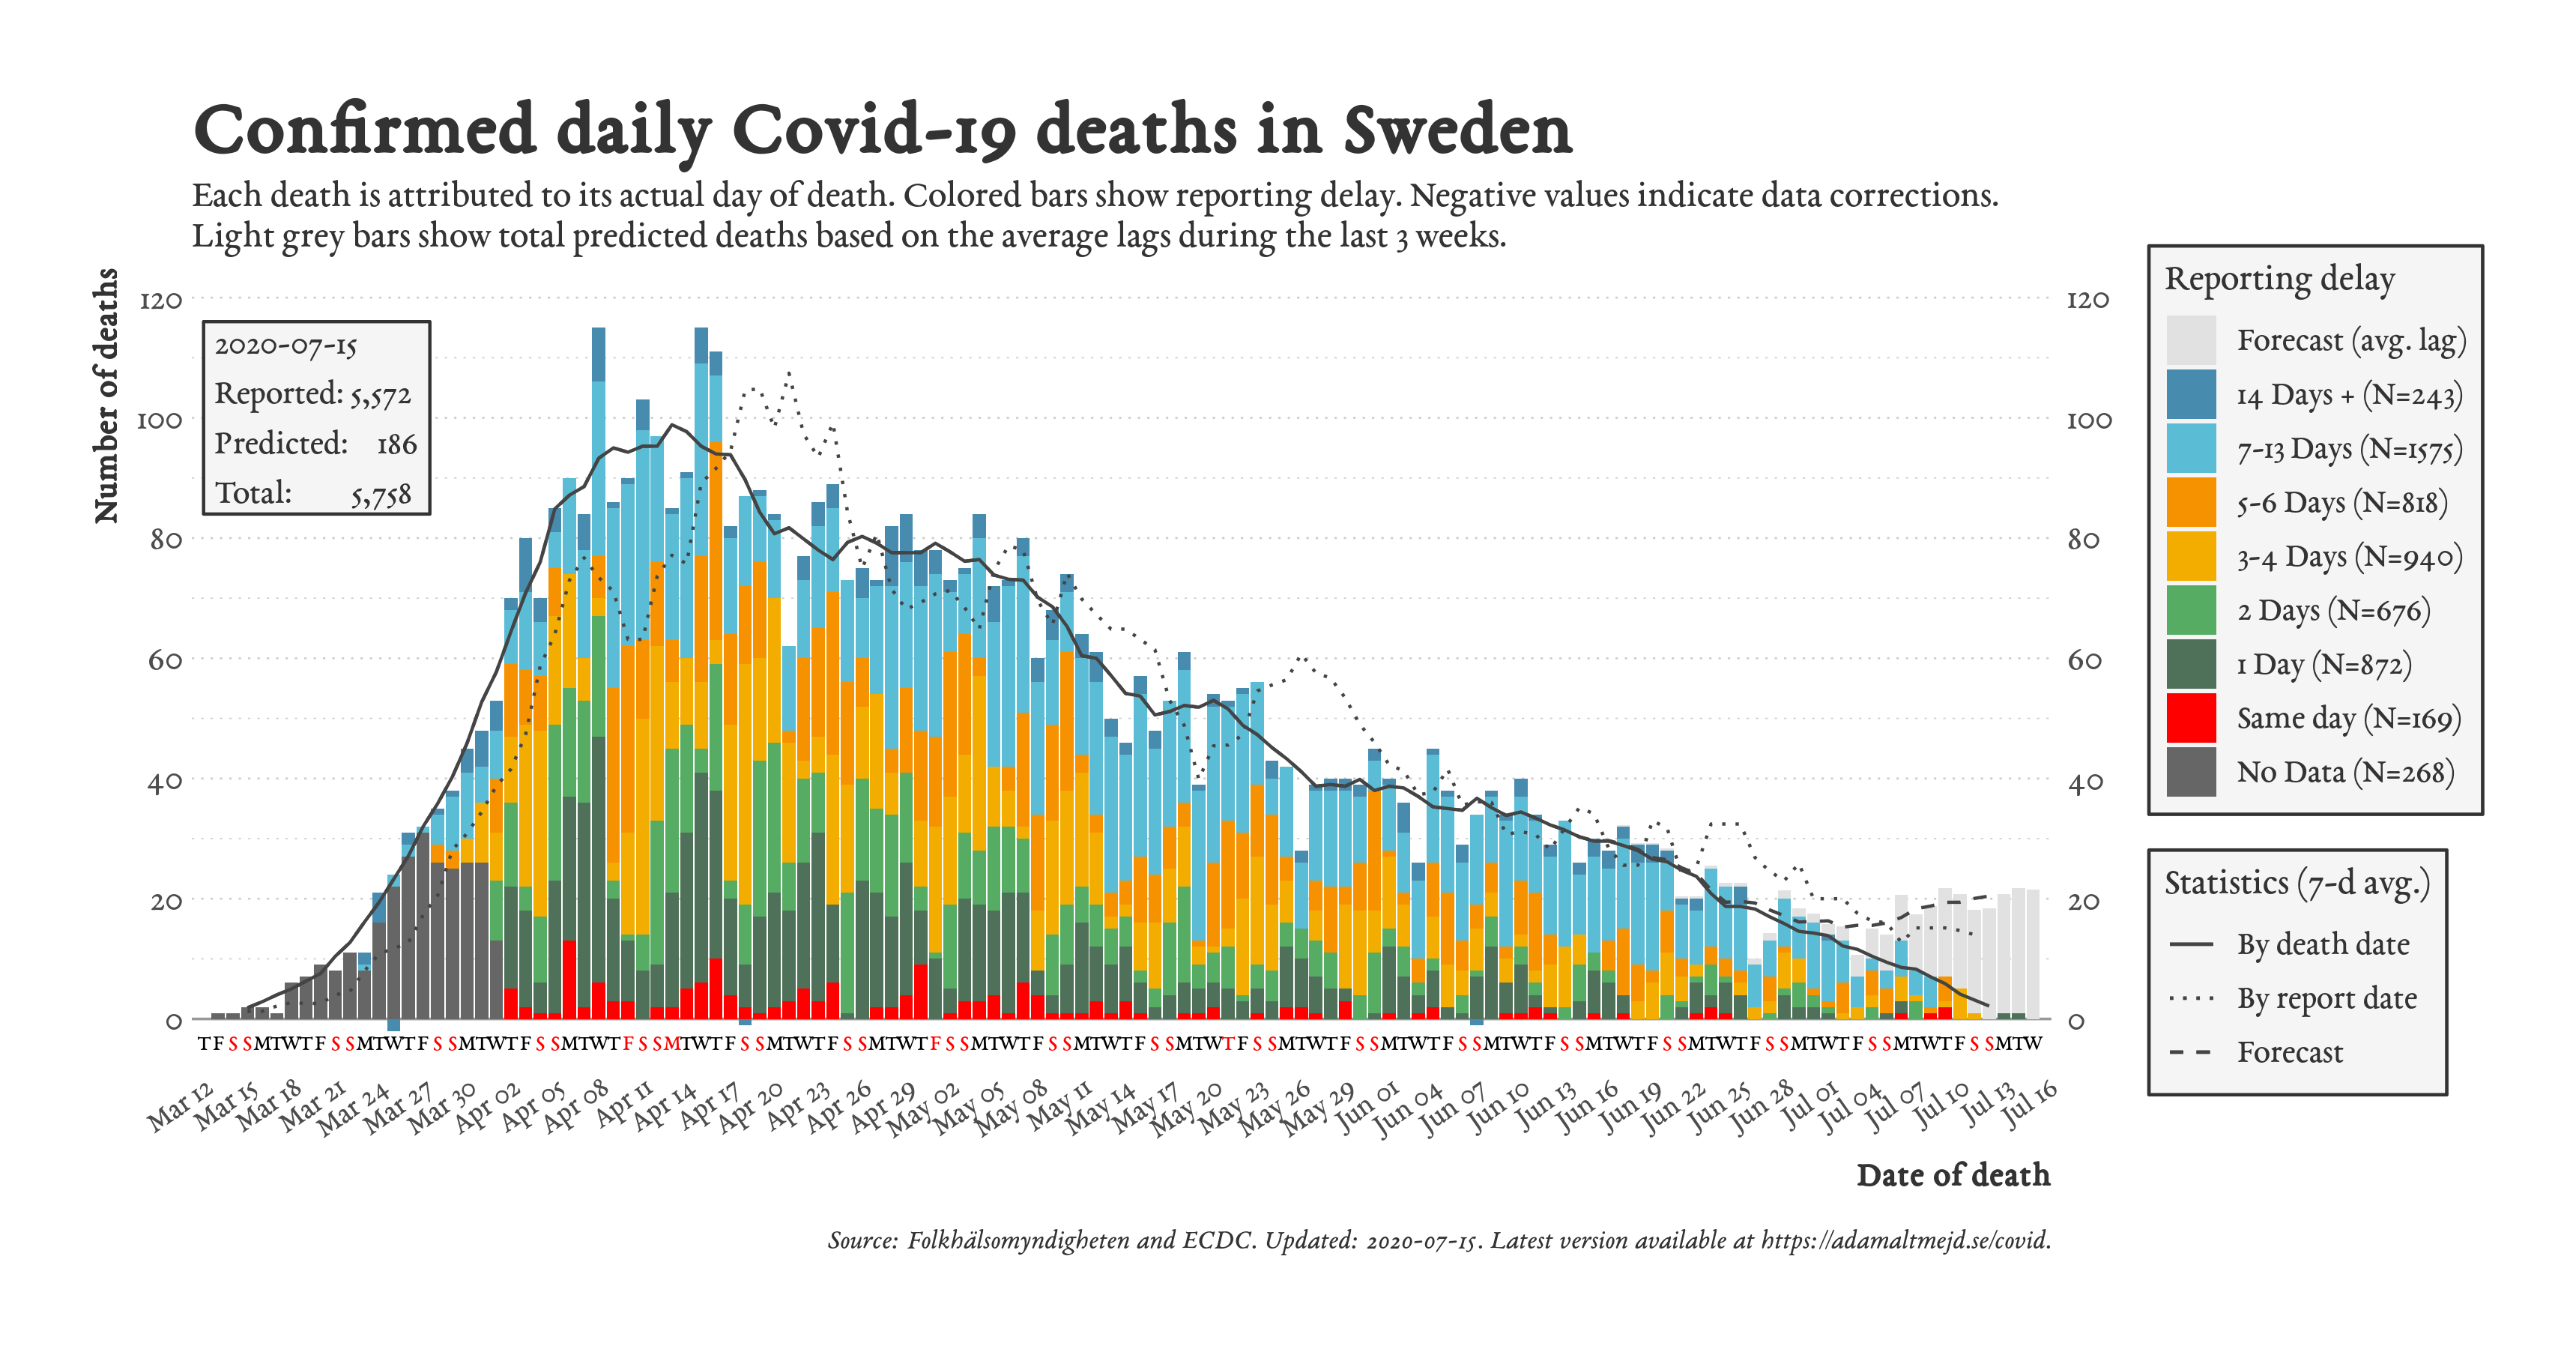 Confirmed daily Covid-19 deaths in Sweden
Each death is attributed to its actual day of death. Colored bars show reporting delay. Negative values indicate data corrections.
Light grey bars show total predicted deaths based on the average lags during the last 3 weeks.
Number of deaths
120
100
80
60
40
20
0
2020-07-15
Reported: 5,572
Predicted: 186
Total: 5,758
120
100
80
60
40
20
0
TFSSMTWTFSSMTWTFSSMTWTFSSMTWTFSSMTWTFSSMTWTFSSMTWTFSSMTWTFSSMTWTFSSMTWTFSSMTWTFSSMTWTFSSMTWTFSSMTWTFSSMTWTFSSMTWTFSSMTWTFSSMTW
Mar 12
Mar 15
Mar 18
Mar 21
Mar 24
Mar 27
Mar 30
Apr 02
Apr 05
Apr 08
Apr 11
Apr 14
Apr 17
Apr 20
Apr 23
Apr 26
Apr 29
May 02
May 05
May 08
May 11
May 14
May 17
May 20
May 23
May 26
May 29
Jun 01
Jun 04
Jun 07
Jun 10
Jun 13
Jun 16
Jun 19
Jun 22
Jun 25
Jun 28
Jul 01
Jul 04
Jul 07
Jul 10
Jul 13
Jul 16
Date of death
Reporting delay
Forecast (avg. lag)
14 Days + (N=243)
7-13 Days (N=1575)
5-6 Days (N=818)
3-4 Days (N=940)
2 Days (N=676)
1 Day (N=872)
Same day (N=169)
No Data (N=268)
Statistics (7-d avg.)
By death date
By report date
Forecast
Source: Folkhälsomyndigheten and ECDC. Updated: 2020-07-15. Latest version available at https://adamaltmejd.se/covid.